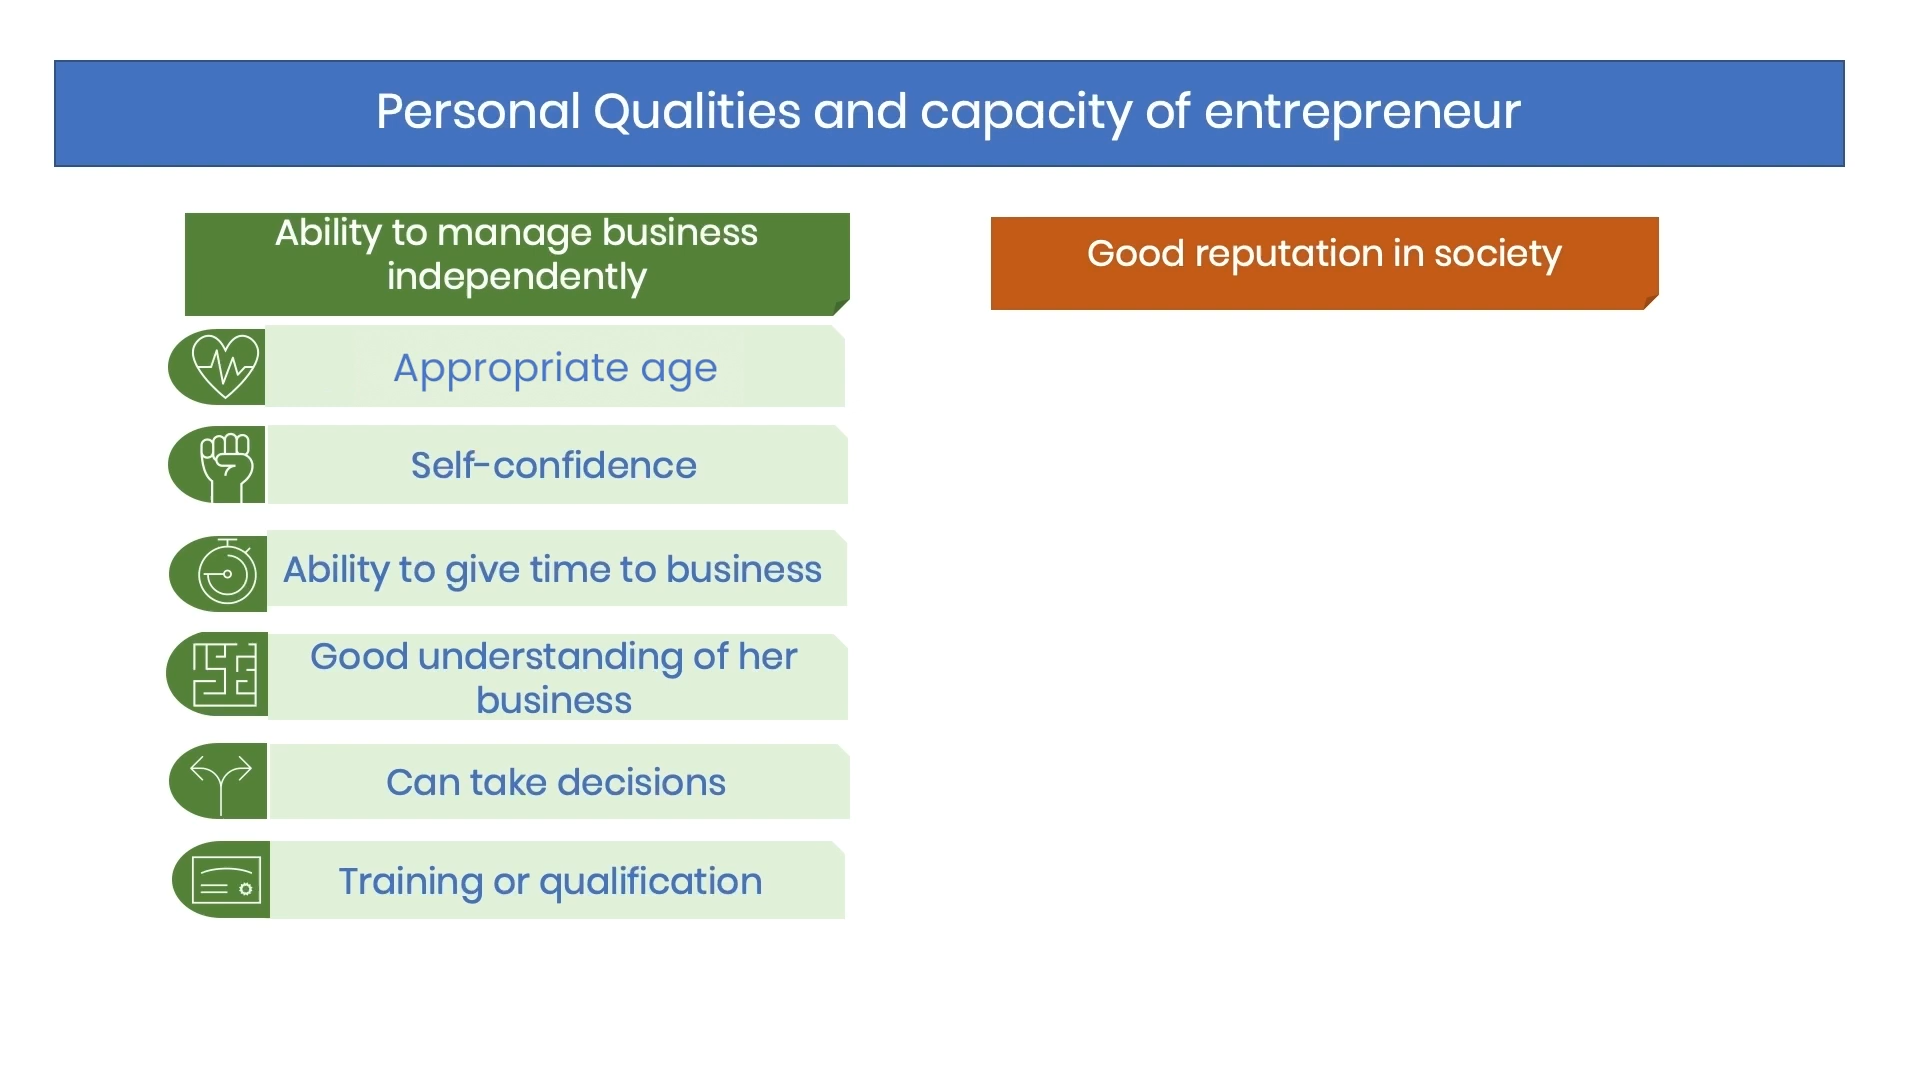 Personal Qualities and capacity of entrepreneur
Ability to manage business
independently
Appropriate age
Self-confidence
Ability to give time to business
Good understanding of her
business
Can take decisions
Training or qualification
Good reputation in society